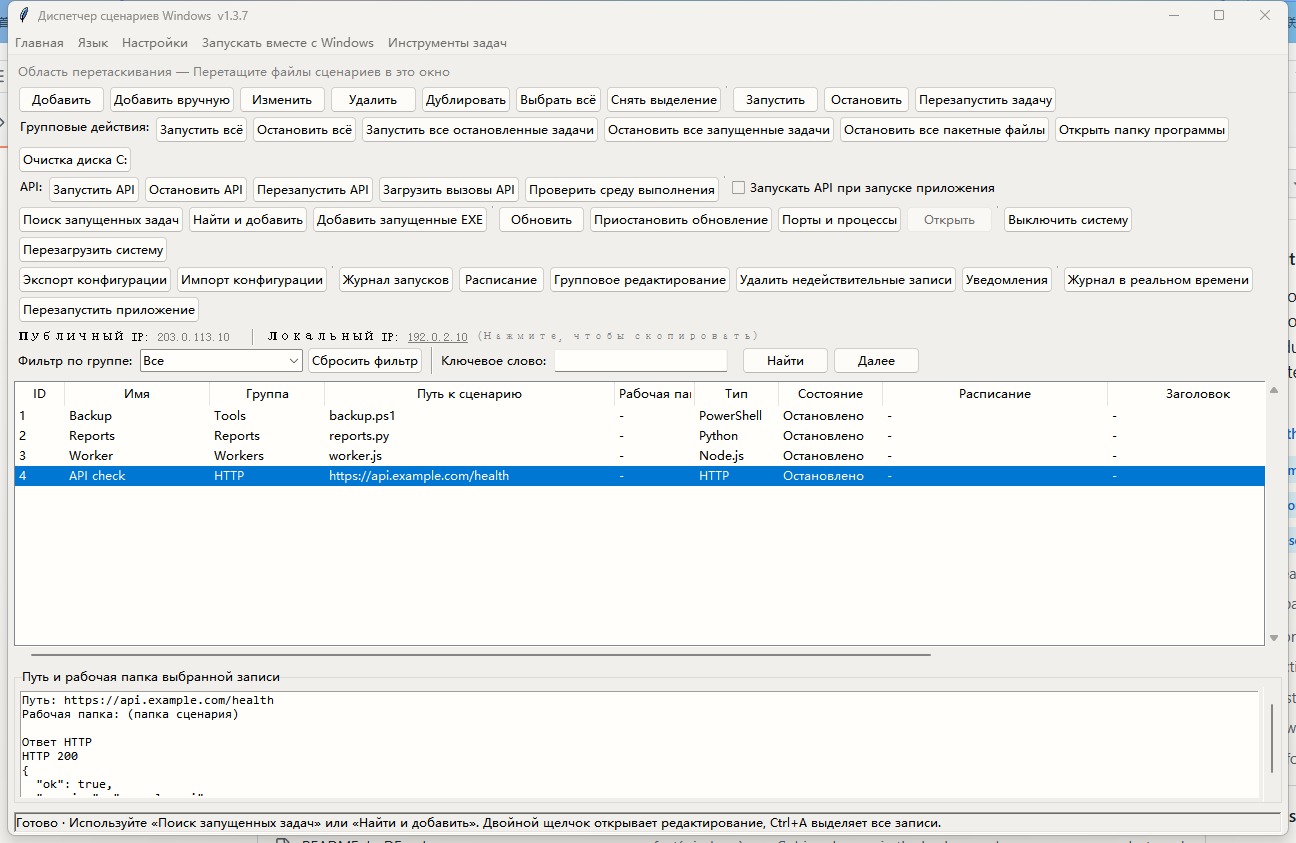 Диспетчер сценариев Windows v1.3.7
Главная Язык Настройки Запускать вместе с Windows Инструменты задач
Область перетаскивания — Перетащите файлы сценариев в это окно
Добавить Добавить вручную Изменить Удалить Дублировать Выбрать всё Снять выделение Запустить Остановить Перезапустить задачу
Групповые действия: Запустить всё Остановить всё Запустить все остановленные задачи Остановить все запущенные задачи Остановить все пакетные файлы Открыть папку программы
Очистка диска C:
API: Запустить API Остановить API Перезапустить API Загрузить вызовы API Проверить среду выполнения Запускать API при запуске приложения
Поиск запущенных задач Найти и добавить Добавить запущенные EXE Обновить Приостановить обновление Порты и процессы Открыть Выключить систему
Перезагрузить систему
Экспорт конфигурации Импорт конфигурации Журнал запусков Расписание Групповое редактирование Удалить недействительные записи Уведомления Журнал в реальном времени
Перезапустить приложение
Публичный IP: 203.0.113.10 Локальный IP: 192.0.2.10 (Нажмите, чтобы скопировать)
Фильтр по группе: Все Сбросить фильтр Ключевое слово: Найти Далее
ID Имя Группа Путь к сценарию Рабочая Тип Состояние Расписание Заголовок
1 Backup Tools backup.ps1 - PowerShell Остановлено - -
2 Reports Reports reports.py - Python Остановлено - -
3 Worker Workers worker.js - Node.js Остановлено - -
4 API check HTTP https://api.example.com/health - HTTP Остановлено - -
Путь и рабочая папка выбранной записи
Путь: https://api.example.com/health
Рабочая папка: (папка сценария)
Ответ HTTP
HTTP 200
{
"ok": true,
Готово · Используйте «Поиск запущенных задач» или «Найти и добавить». Двойной щелчок открывает редактирование, Ctrl+A выделяет все записи.